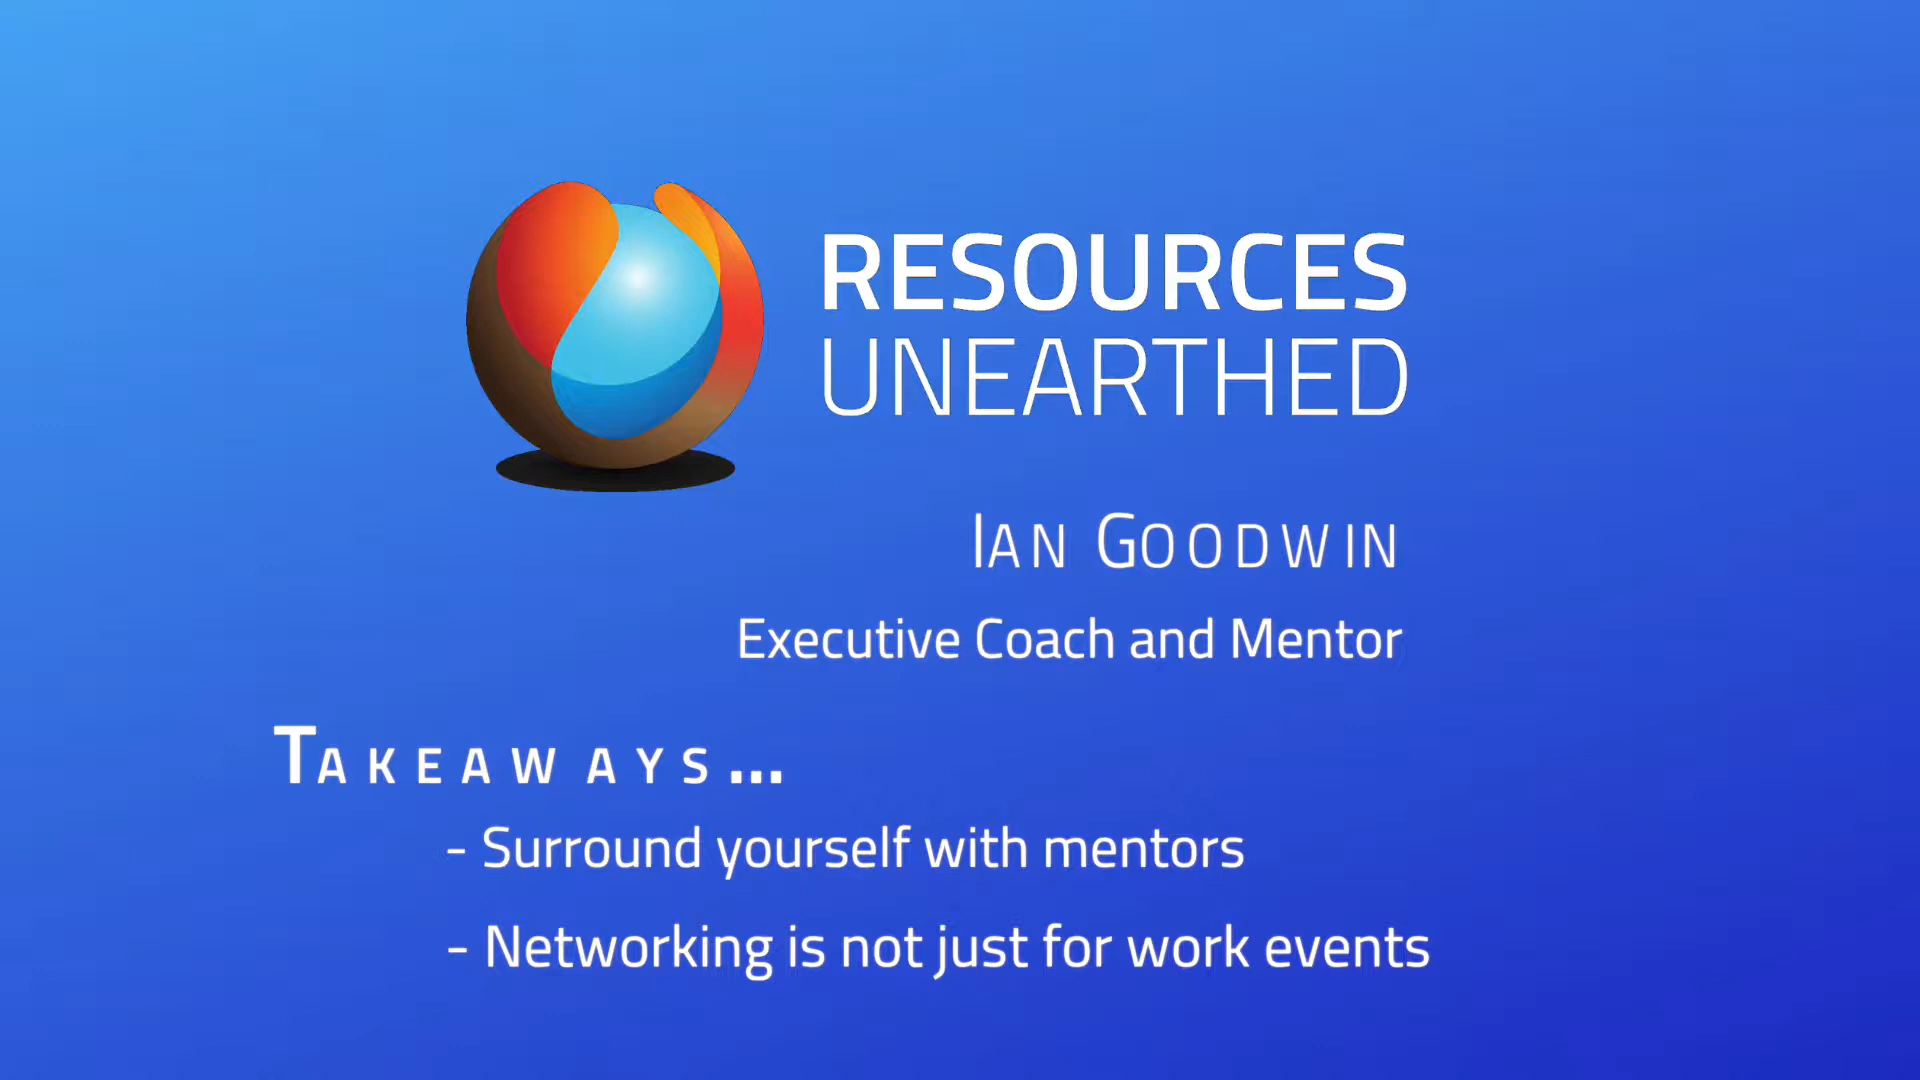 RESOURCES
UNEARTHED
IAN GOODWIN
Executive Coach and Mentor
TAKEAWAYS...
- Surround yourself with mentors
- Networking is not just for work events